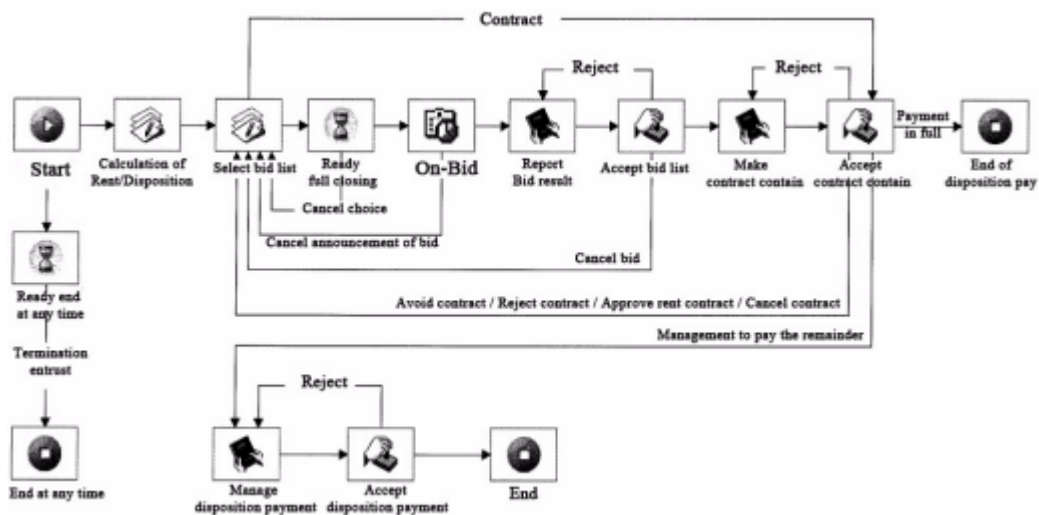 Contract
Reject
Reject
Payment
in full
Start
Calculation of
Rent/Disposition
Select bid list
Ready
full closing
On-Bid
Report
Bid result
Accept bid list
Make
contract contain
Accept
contract contain
End of
disposition pay
Cancel choice
Cancel announcement of bid
Cancel bid
Ready end
at any time
Avoid contract / Reject contract / Approve rent contract / Cancel contract
Management to pay the remainder
Termination
entrust
Reject
End at any time
Manage
disposition payment
Accept
disposition payment
End